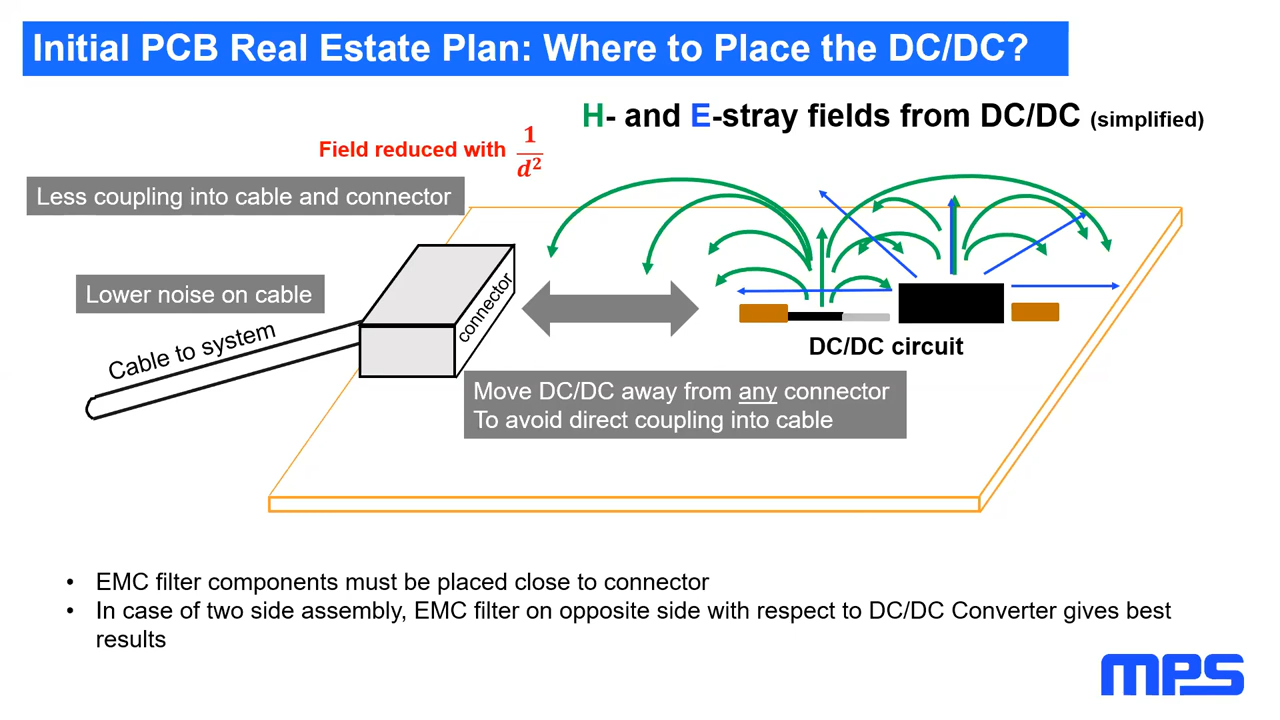 Initial PCB Real Estate Plan: Where to Place the DC/DC?
H- and E-stray fields from DC/DC (simplified)
Field reduced with 1/d²
Less coupling into cable and connector
Lower noise on cable
connector
Cable to system
DC/DC circuit
Move DC/DC away from any connector
To avoid direct coupling into cable
• EMC filter components must be placed close to connector
• In case of two side assembly, EMC filter on opposite side with respect to DC/DC Converter gives best
results
mps